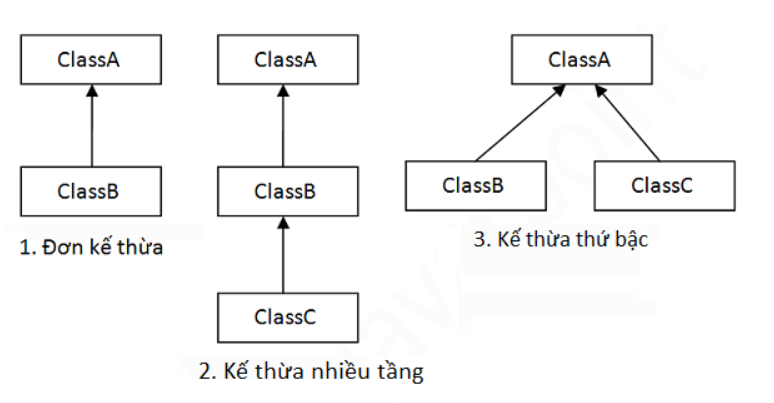 ClassA
ClassB
1. Đơn kế thừa
ClassA
ClassB
ClassC
2. Kế thừa nhiều tầng
ClassA
ClassB
ClassC
3. Kế thừa thứ bậc